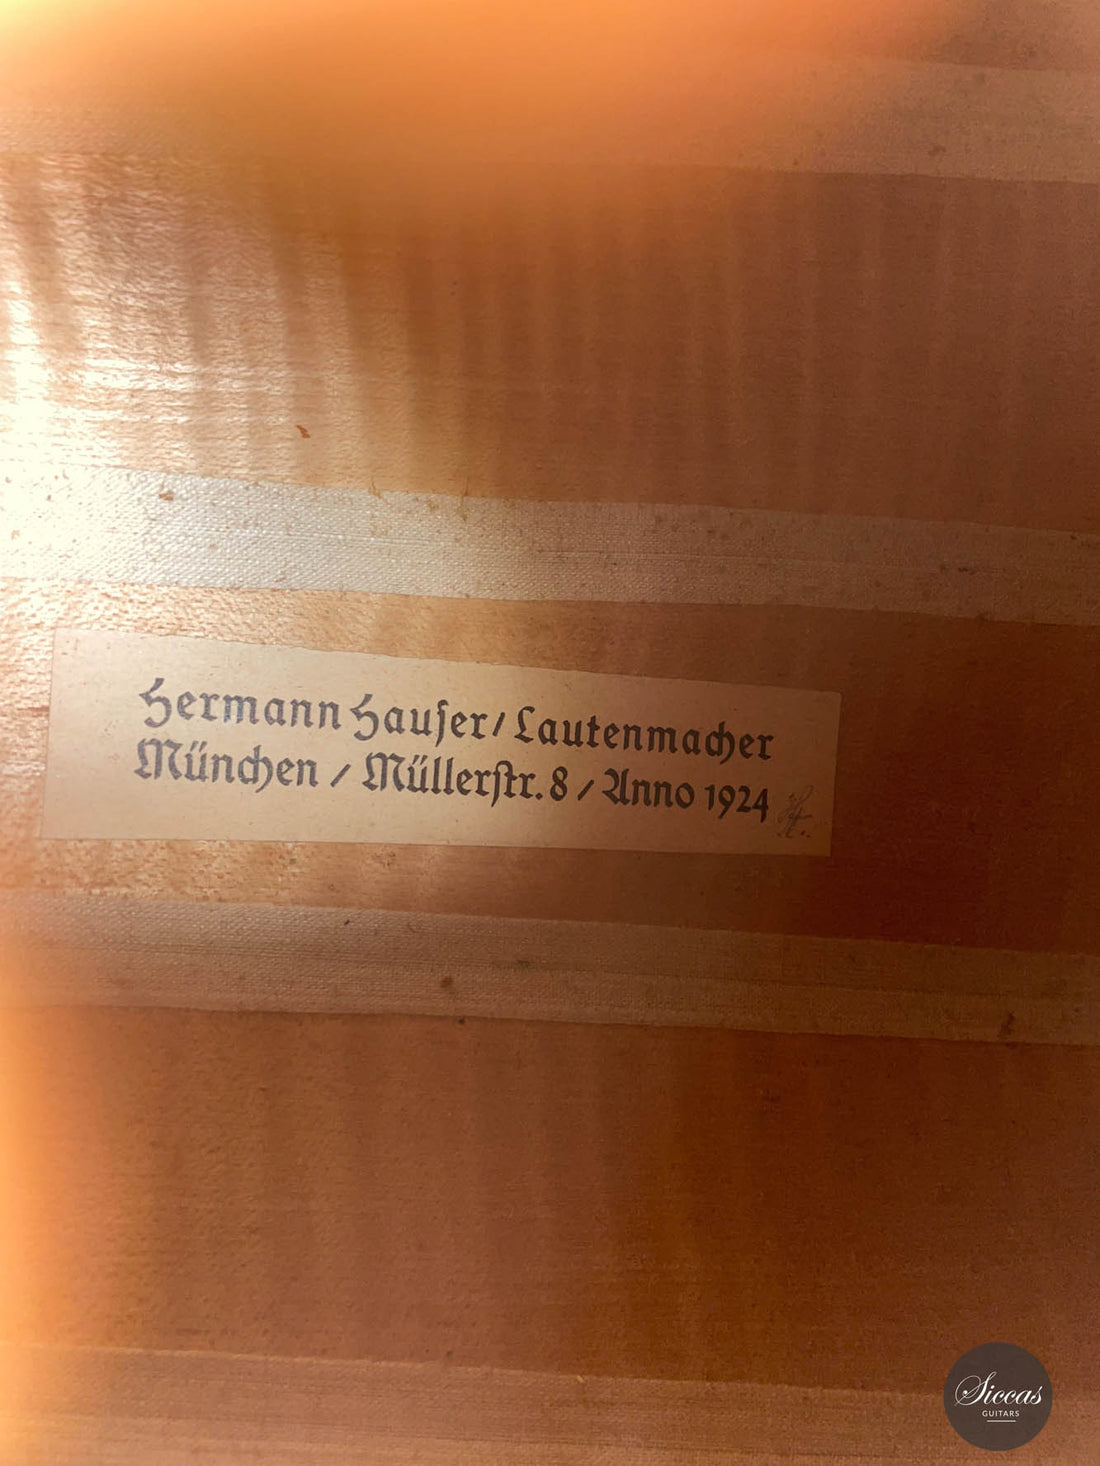 Hermann Hauser / Lautenmacher
München / Müllerstr. 8 / Anno 1924
Siccas
GUITARS